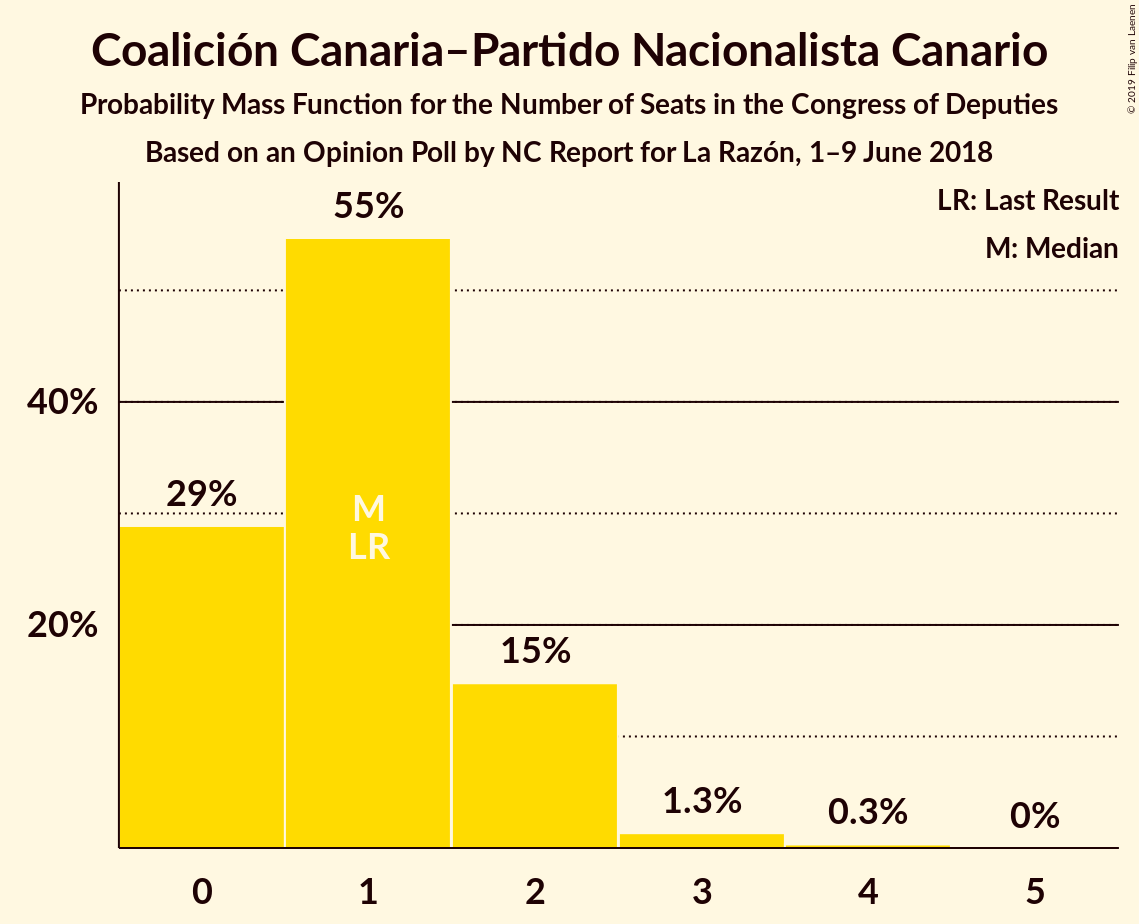 Coalición Canaria–Partido Nacionalista Canario
Probability Mass Function for the Number of Seats in the Congress of Deputies
Based on an Opinion Poll by NC Report for La Razón, 1–9 June 2018
© 2019 Filip van Laenen
LR: Last Result
M: Median
55%
40%
29%
M
LR
20%
15%
1.3%
0.3%
0%
0 1 2 3 4 5